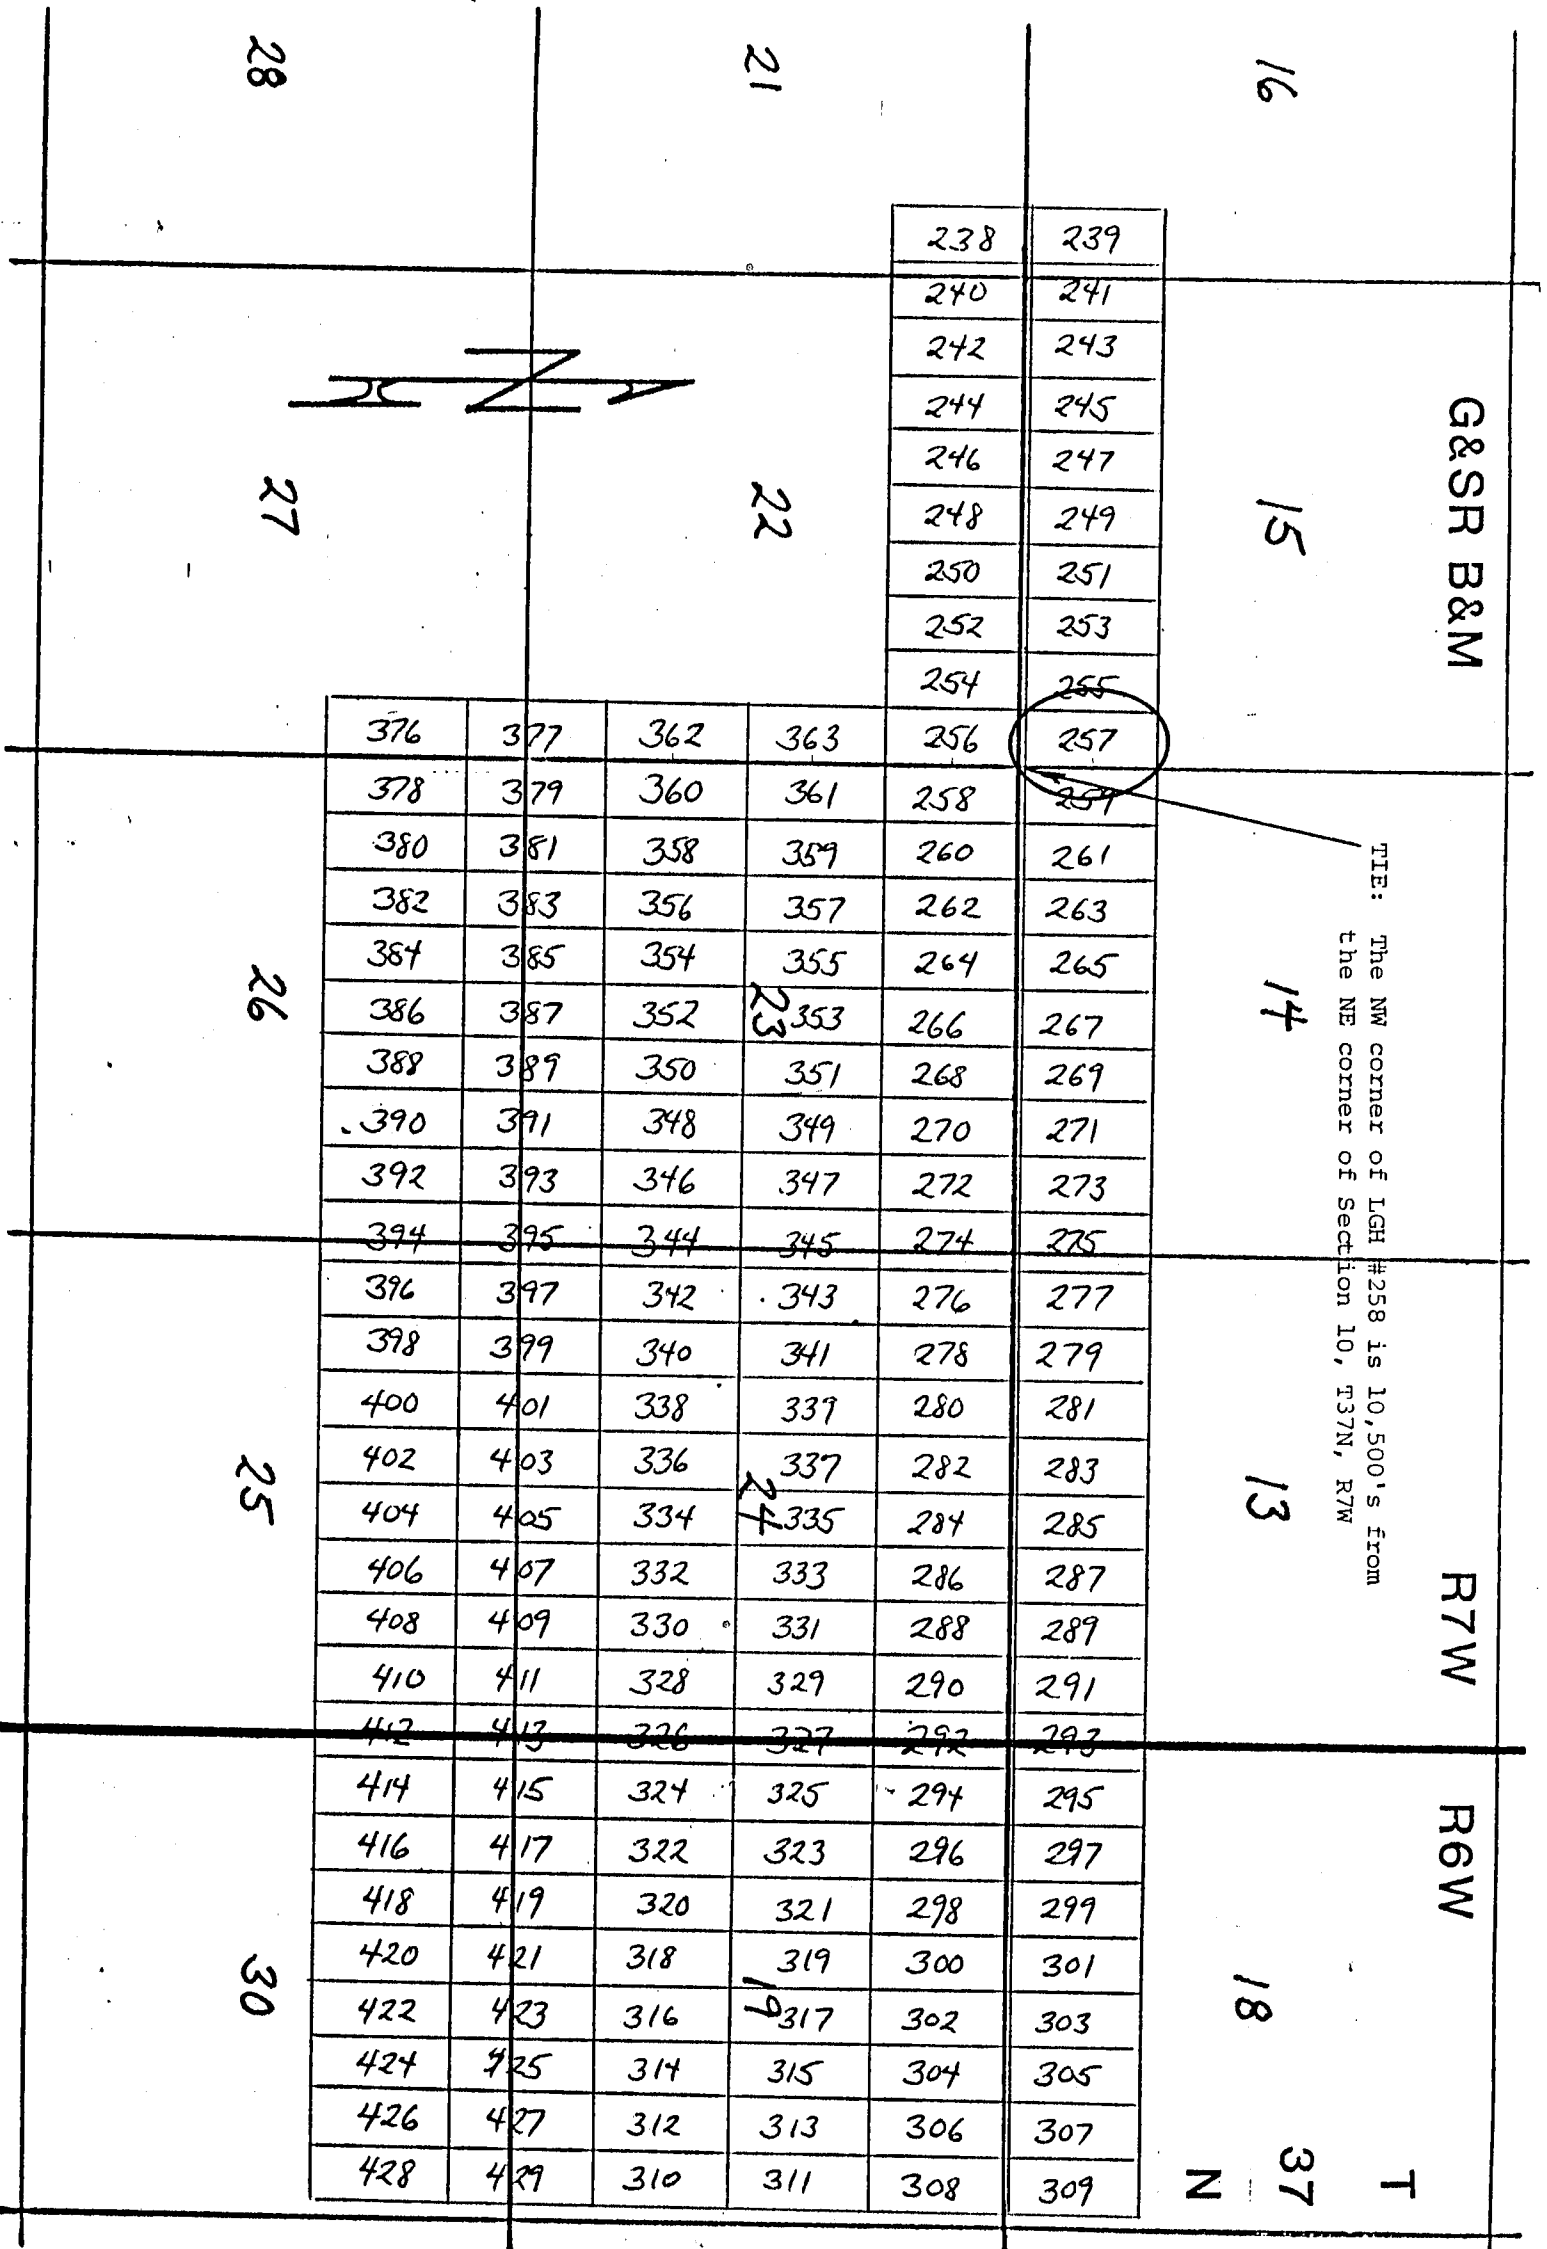 G&SR B&M
R7W
R6W
T
37
N
TIE: The NW corner of LGH #258 is 10,500's from
the NE corner of Section 10, T37N, R7W
16
15
14
13
18
21
22
23
24
19
28
27
26
25
30
238 239
240 241
242 243
244 245
246 247
248 249
250 251
252 253
254 255
376 377 362 363 256 257
378 379 360 361 258 259
380 381 358 359 260 261
382 383 356 357 262 263
384 385 354 355 264 265
386 387 352 353 266 267
388 389 350 351 268 269
390 391 348 349 270 271
392 393 346 347 272 273
394 395 344 345 274 275
396 397 342 343 276 277
398 399 340 341 278 279
400 401 338 339 280 281
402 403 336 337 282 283
404 405 334 335 284 285
406 407 332 333 286 287
408 409 330 331 288 289
410 411 328 329 290 291
412 413 326 327 292 293
414 415 324 325 294 295
416 417 322 323 296 297
418 419 320 321 298 299
420 421 318 319 300 301
422 423 316 317 302 303
424 425 314 315 304 305
426 427 312 313 306 307
428 429 310 311 308 309
N